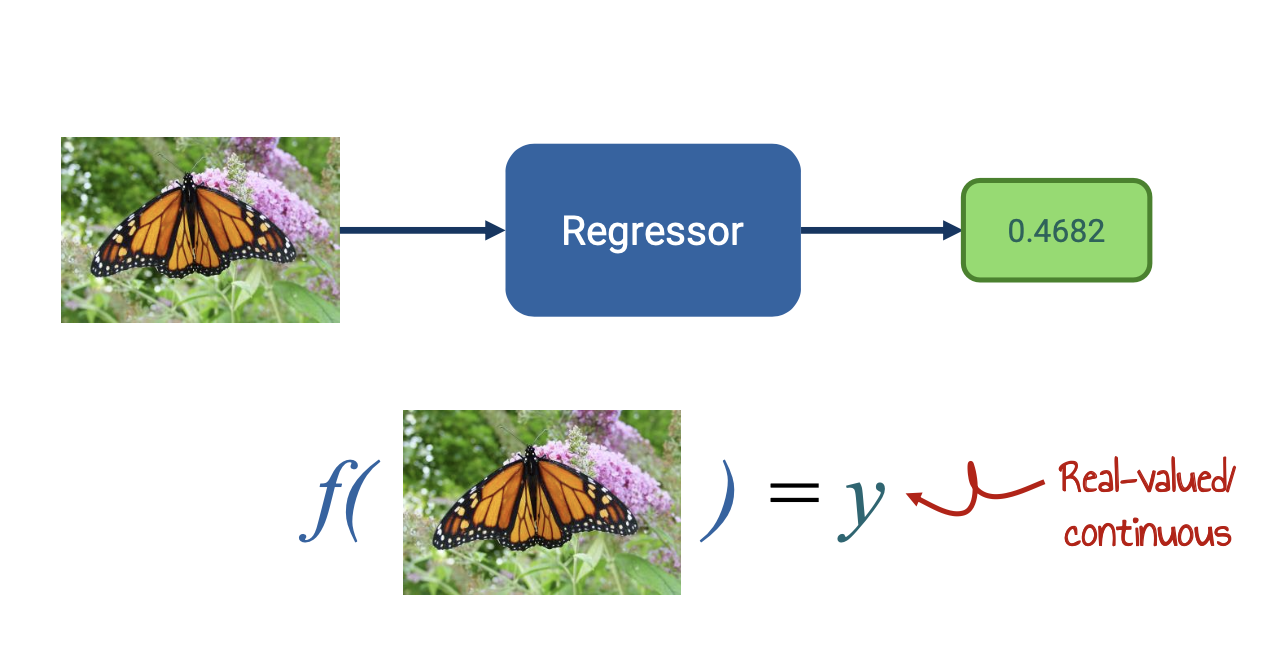 Regressor
0.4682
f( ) = y
Real-valued/
continuous